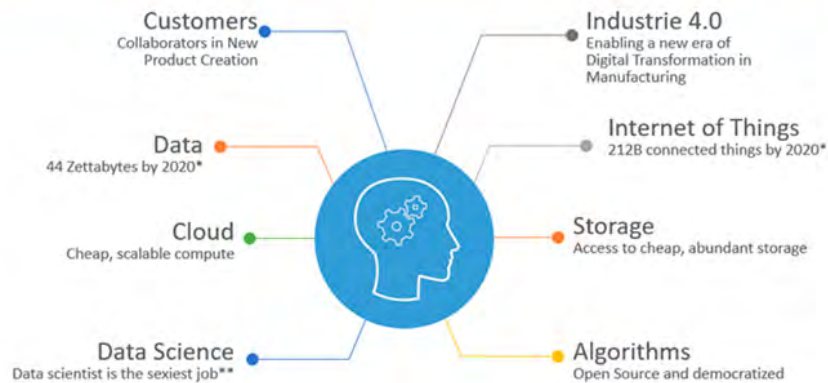 Customers
Collaborators in New
Product Creation
Industrie 4.0
Enabling a new era of
Digital Transformation in
Manufacturing
Data
44 Zettabytes by 2020*
Internet of Things
212B connected things by 2020*
Cloud
Cheap, scalable compute
Storage
Access to cheap, abundant storage
Data Science
Data scientist is the sexiest job**
Algorithms
Open Source and democratized